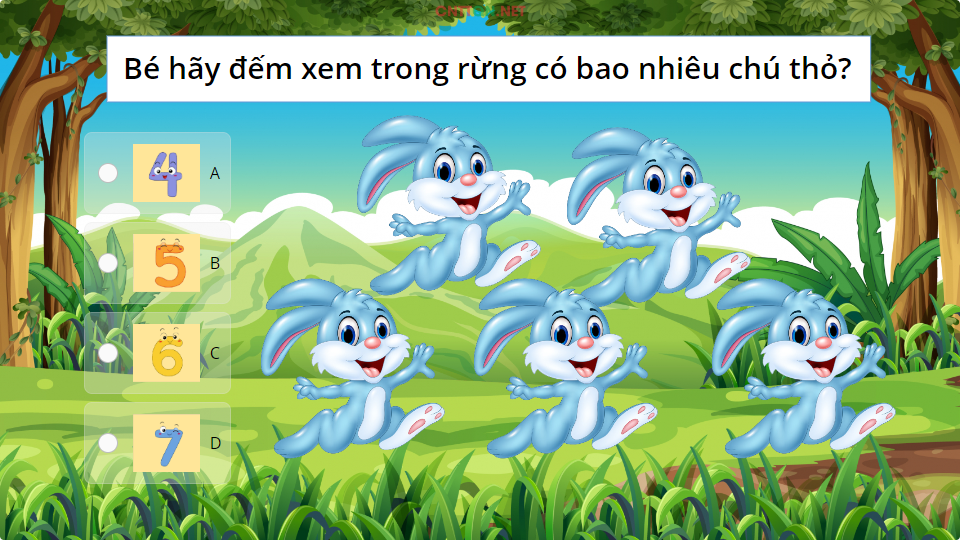 Bé hãy đếm xem trong rừng có bao nhiêu chú thỏ?
4 A
5 B
6 C
7 D